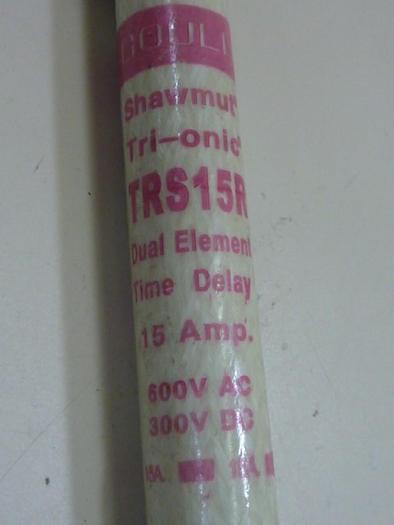 GOULD
Shawmut
Tri-onic
TRS15R
Dual Element
Time Delay
15 Amp.
600V AC
300V DC